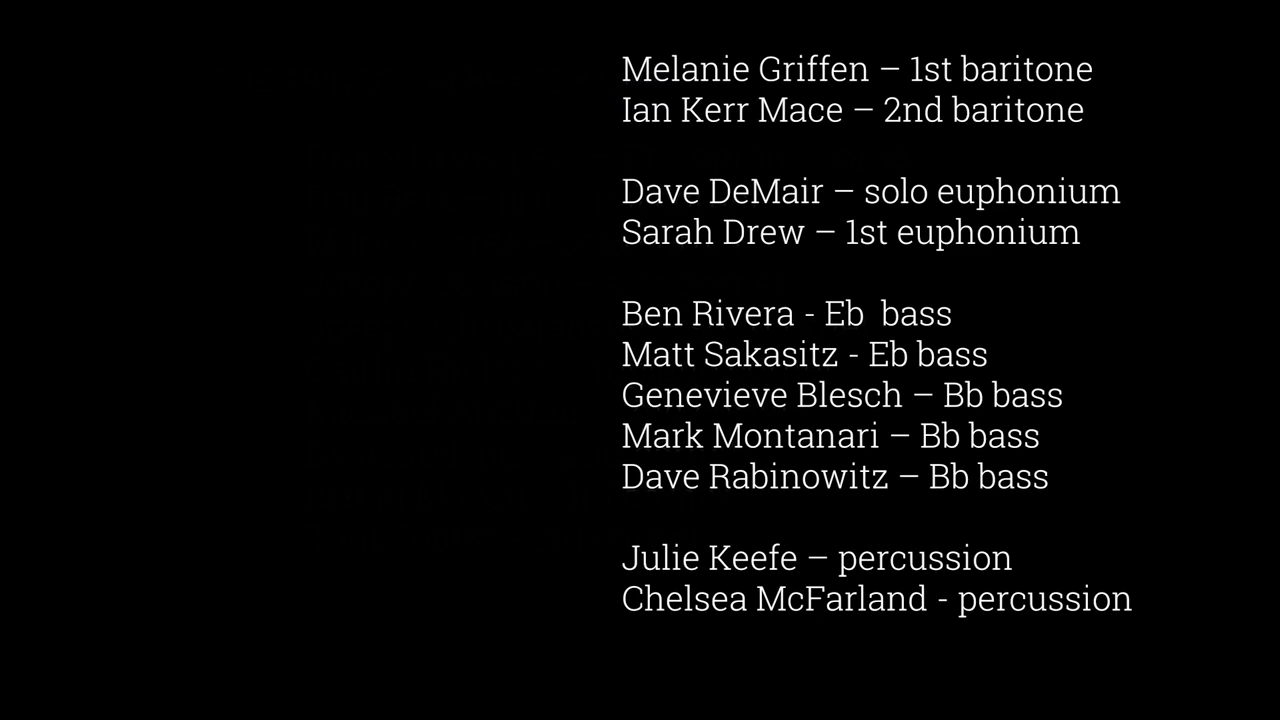 Melanie Griffen – 1st baritone
Ian Kerr Mace – 2nd baritone
Dave DeMair – solo euphonium
Sarah Drew – 1st euphonium
Ben Rivera - Eb  bass
Matt Sakasitz - Eb bass
Genevieve Blesch – Bb bass
Mark Montanari – Bb bass
Dave Rabinowitz – Bb bass
Julie Keefe – percussion
Chelsea McFarland - percussion